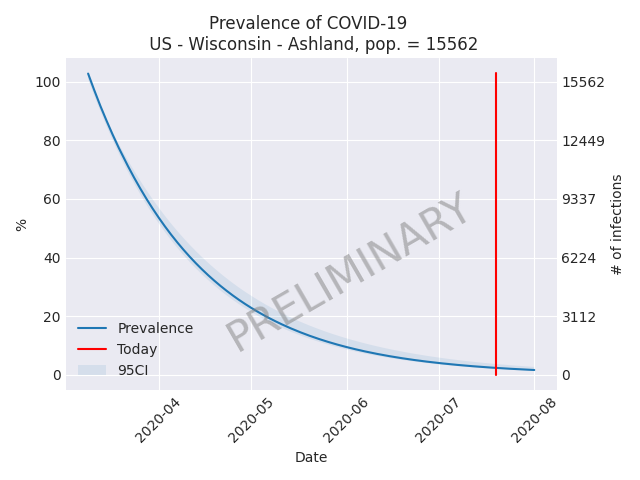 Prevalence of COVID-19
US - Wisconsin - Ashland, pop. = 15562
100
80
60
40
20
0
%
15562
12449
9337
6224
3112
0
# of infections
PRELIMINARY
Prevalence
Today
95CI
2020-04
2020-05
2020-06
2020-07
2020-08
Date